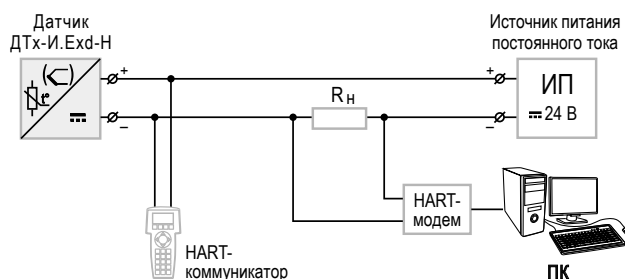 Датчик
ДТх-И.Exd-H
Источник питания
постоянного тока
+
+
t°
Rн
ИП
24 В
–
–
HART-
модем
HART-
коммуникатор
ПК